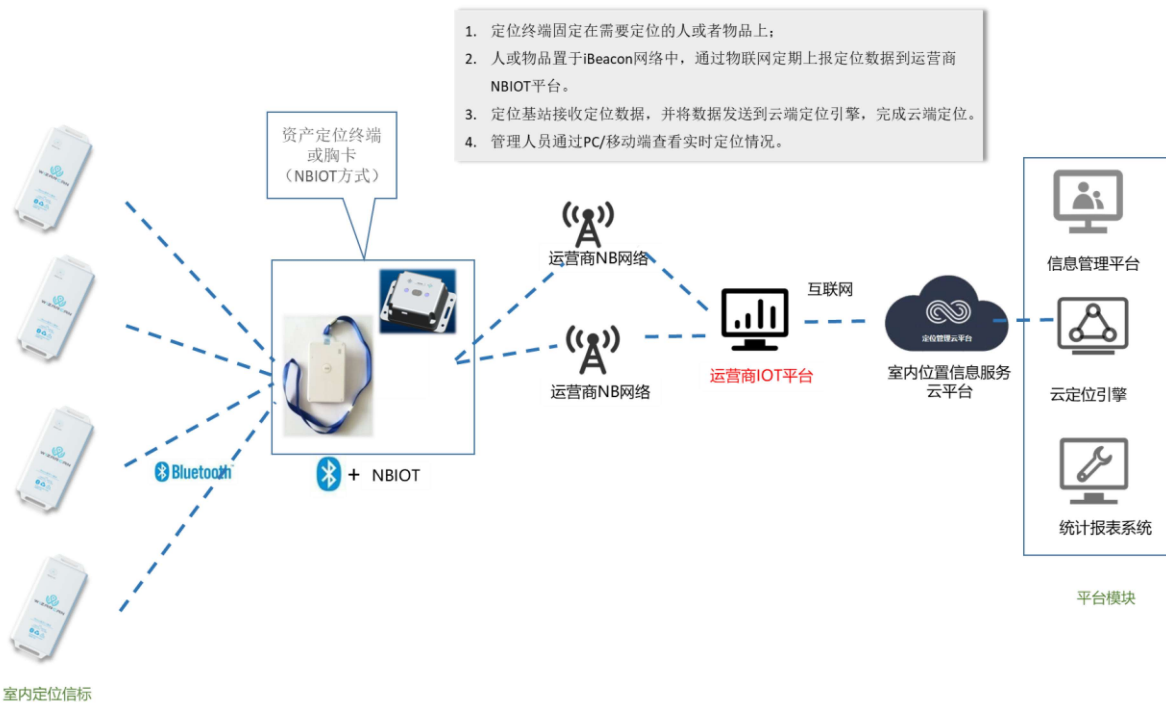 1. 定位终端固定在需要定位的人或者物品上；
2. 人或物品置于iBeacon网络中，通过物联网定期上报定位数据到运营商
NBIOT平台。
3. 定位基站接收定位数据，并将数据发送到云端定位引擎，完成云端定位。
4. 管理人员通过PC/移动端查看实时定位情况。
资产定位终端
或胸卡
（NBIOT方式）
运营商NB网络
运营商NB网络
Bluetooth
+ NBIOT
运营商IOT平台
互联网
定位管理云平台
室内位置信息服务
云平台
信息管理平台
云定位引擎
统计报表系统
平台模块
室内定位信标